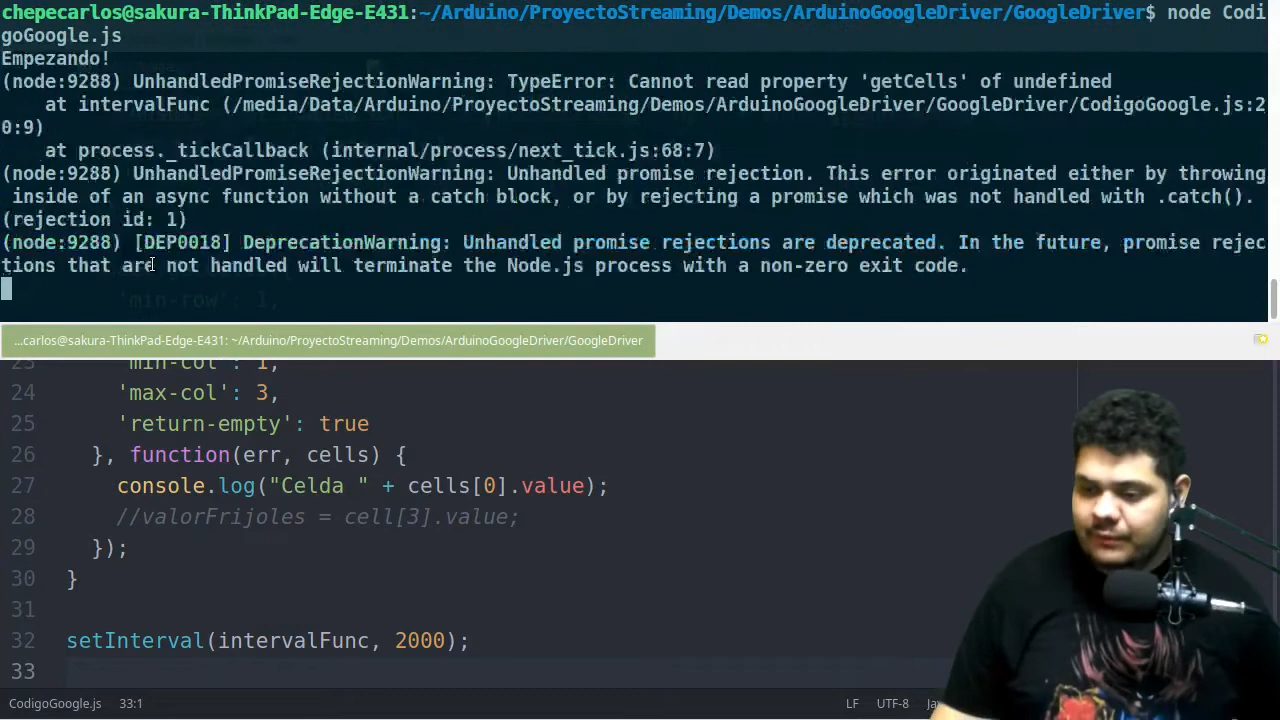 chepecarlos@sakura-ThinkPad-Edge-E431:~/Arduino/ProyectoStreaming/Demos/ArduinoGoogleDriver/GoogleDriver$ node Codi
goGoogle.js
Empezando!
(node:9288) UnhandledPromiseRejectionWarning: TypeError: Cannot read property 'getCells' of undefined
    at intervalFunc (/media/Data/Arduino/ProyectoStreaming/Demos/ArduinoGoogleDriver/GoogleDriver/CodigoGoogle.js:2
0:9)
    at process._tickCallback (internal/process/next_tick.js:68:7)
(node:9288) UnhandledPromiseRejectionWarning: Unhandled promise rejection. This error originated either by throwing
 inside of an async function without a catch block, or by rejecting a promise which was not handled with .catch().
(rejection id: 1)
(node:9288) [DEP0018] DeprecationWarning: Unhandled promise rejections are deprecated. In the future, promise rejec
tions that are not handled will terminate the Node.js process with a non-zero exit code.
'min-row': 1,
...carlos@sakura-ThinkPad-Edge-E431: ~/Arduino/ProyectoStreaming/Demos/ArduinoGoogleDriver/GoogleDriver
23     'min-col': 1,
24     'max-col': 3,
25     'return-empty': true
26   }, function(err, cells) {
27     console.log("Celda " + cells[0].value);
28     //valorFrijoles = cell[3].value;
29   });
30 }
31
32 setInterval(intervalFunc, 2000);
33
CodigoGoogle.js 33:1 LF UTF-8